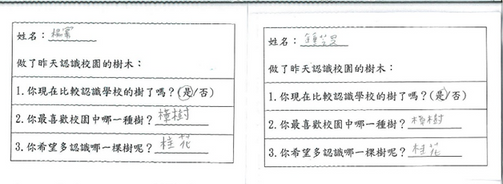 姓名：
做了昨天認識校園的樹木：
1.你現在比較認識學校的樹了嗎？(是/否)
2.你最喜歡校園中哪一種樹？樟樹
3.你希望多認識哪一棵樹呢？桂花
姓名：
做了昨天認識校園的樹木：
1.你現在比較認識學校的樹了嗎？(是/否)
2.你最喜歡校園中哪一種樹？樹
3.你希望多認識哪一棵樹呢？桂花